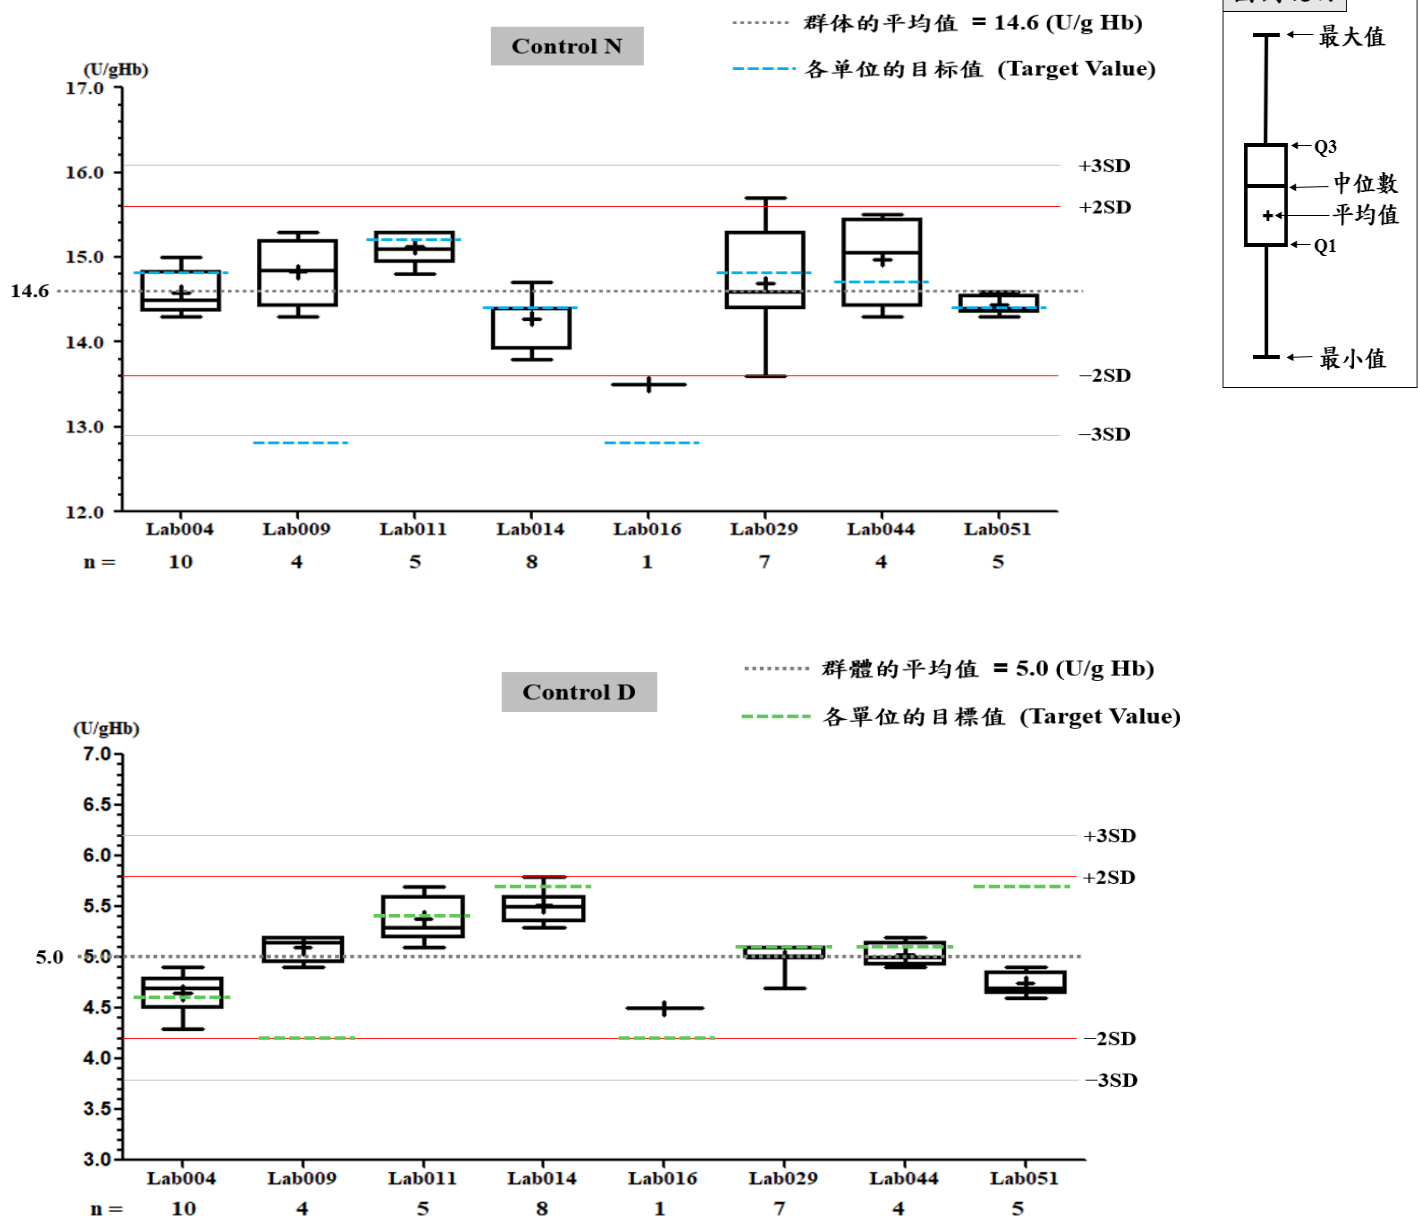 群体的平均值 = 14.6 (U/g Hb)
各単位的目标值 (Target Value)
Control N
(U/gHb)
17.0
16.0
15.0
14.6
14.0
13.0
12.0
+3SD
+2SD
−2SD
−3SD
Lab004 Lab009 Lab011 Lab014 Lab016 Lab029 Lab044 Lab051
n = 10 4 5 8 1 7 4 5
最大值
Q3
中位數
平均值
Q1
最小值
群體的平均值 = 5.0 (U/g Hb)
各單位的目標值 (Target Value)
Control D
(U/gHb)
7.0
6.5
6.0
5.5
5.0 5.0
4.5
4.0
3.5
3.0
+3SD
+2SD
−2SD
−3SD
Lab004 Lab009 Lab011 Lab014 Lab016 Lab029 Lab044 Lab051
n = 10 4 5 8 1 7 4 5